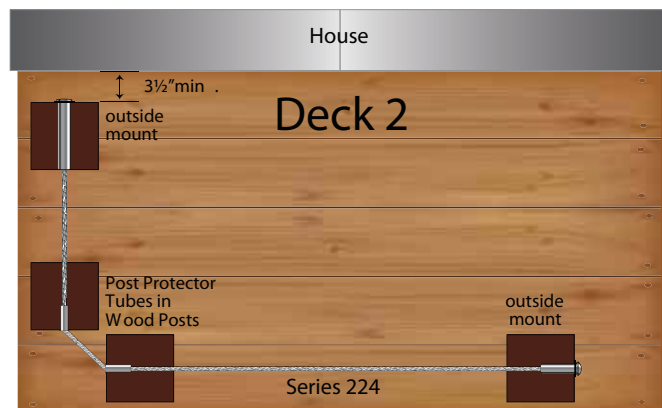 House
3½"min .
outside
mount
Deck 2
Post Protector
Tubes in
Wood Posts
outside
mount
Series 224